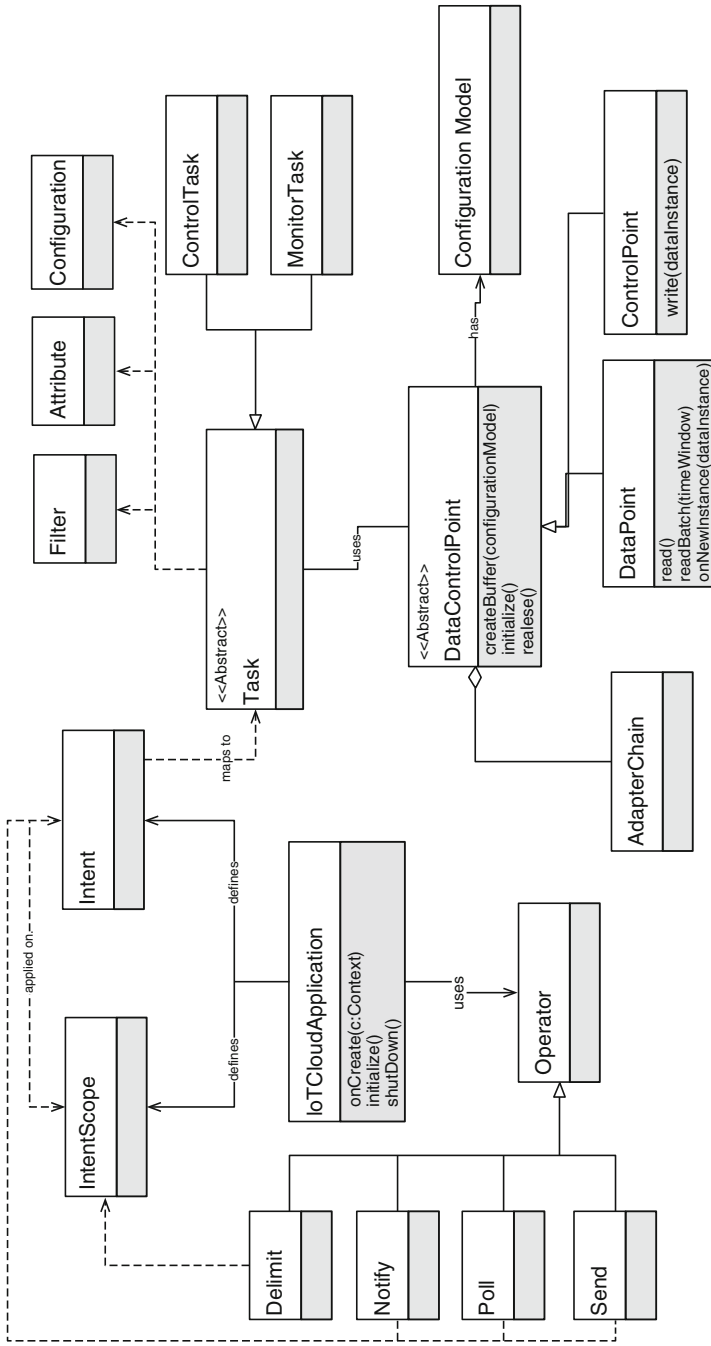 IntentScope
applied on
Intent
Filter
Attribute
Configuration
Delimit
Notify
Poll
Send
defines
defines
maps to
<<Abstract>>
Task
ControlTask
MonitorTask
IoTCloudApplication
onCreate(c:Context)
initialize()
shutDown()
uses
Operator
uses
<<Abstract>>
DataControlPoint
createBuffer(configurationModel)
initialize()
realese()
has
Configuration Model
AdapterChain
DataPoint
read()
readBatch(timeWindow)
onNewInstance(dataInstance)
ControlPoint
write(dataInstance)